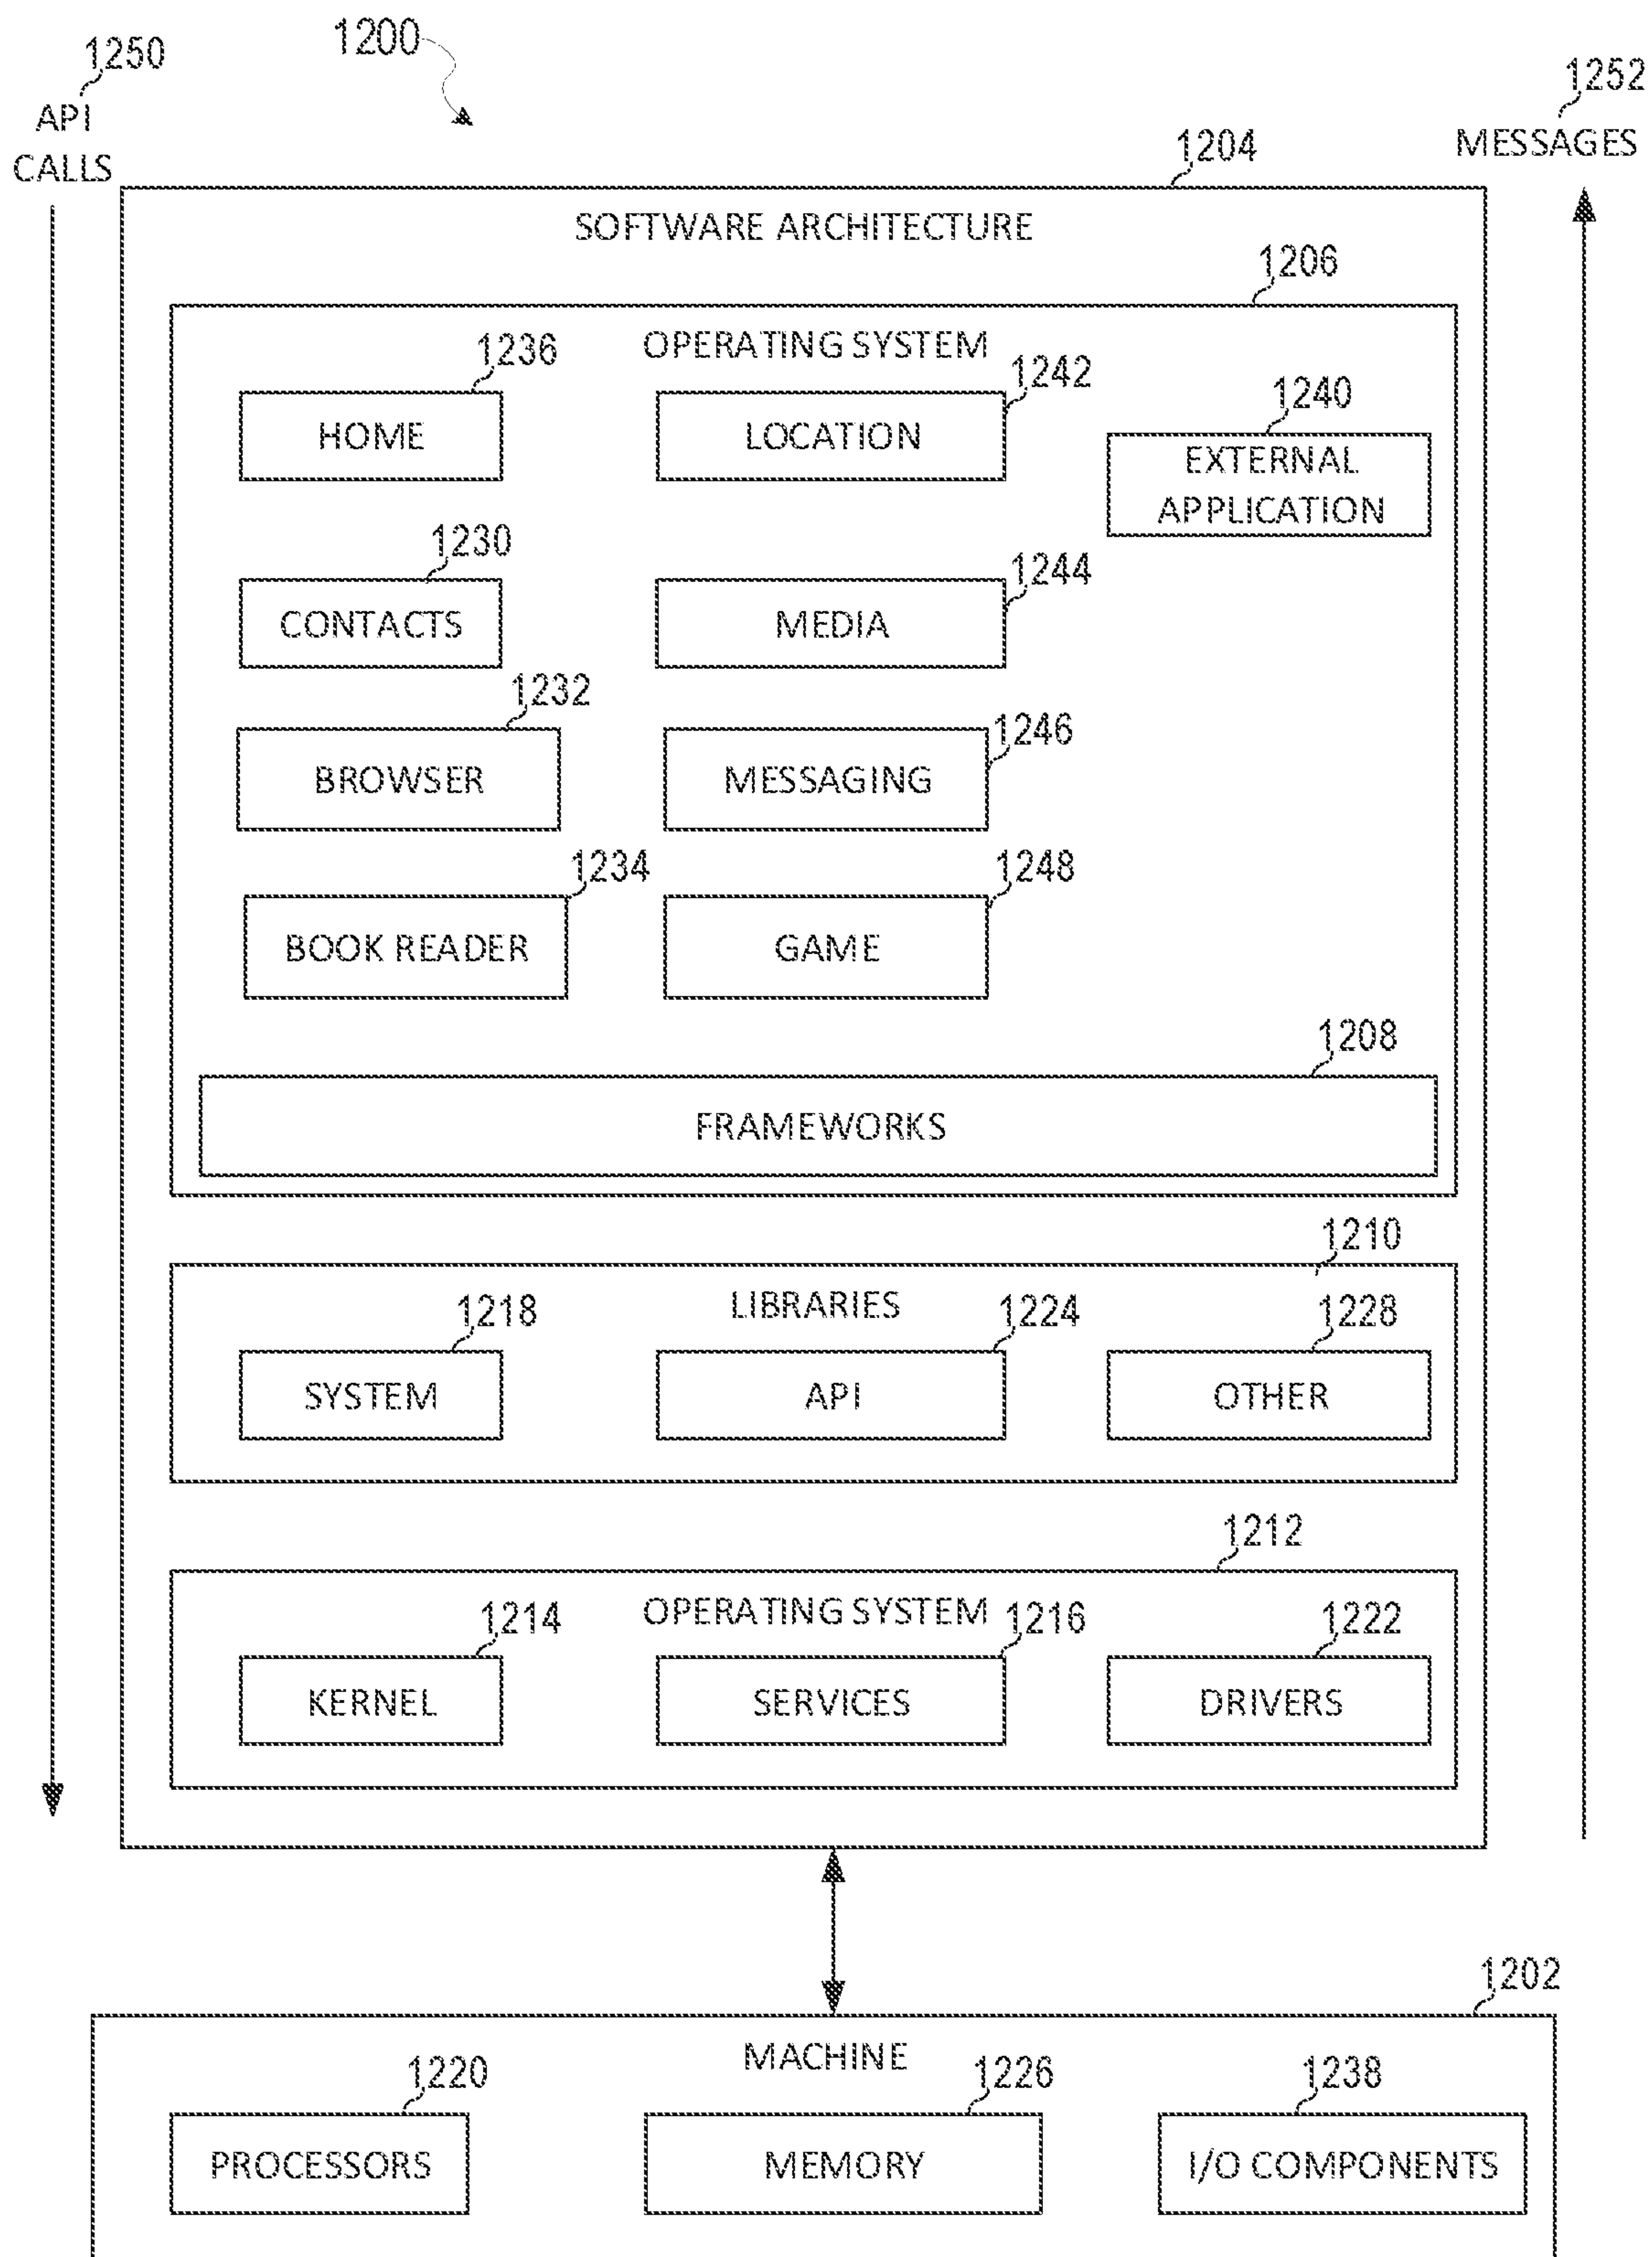 1200
1250
API
CALLS
1252
MESSAGES
1204
SOFTWARE ARCHITECTURE
1206
OPERATING SYSTEM
1236
HOME
1242
LOCATION
1240
EXTERNAL
APPLICATION
1230
CONTACTS
1244
MEDIA
1232
BROWSER
1246
MESSAGING
1234
BOOK READER
1248
GAME
1208
FRAMEWORKS
1210
LIBRARIES
1218
SYSTEM
1224
API
1228
OTHER
1212
OPERATING SYSTEM
1214
KERNEL
1216
SERVICES
1222
DRIVERS
1202
MACHINE
1220
PROCESSORS
1226
MEMORY
1238
I/O COMPONENTS